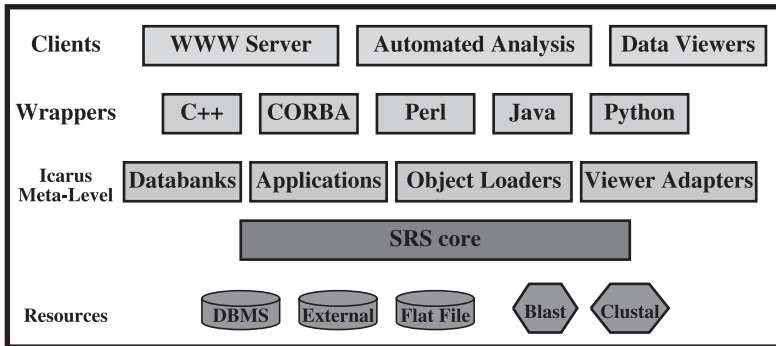 Clients WWW Server Automated Analysis Data Viewers
Wrappers C++ CORBA Perl Java Python
Icarus
Meta-Level Databanks Applications Object Loaders Viewer Adapters
SRS core
Resources DBMS External Flat File Blast Clustal